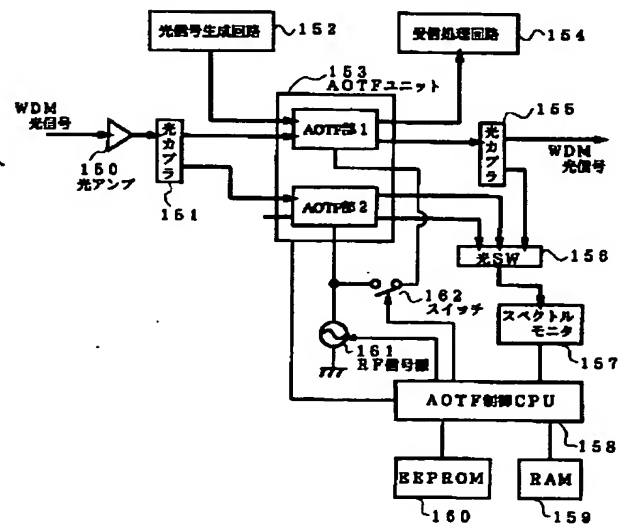 光信号生成回路
152
受信処理回路
154
153
AOTFユニット
WDM
光信号
150
光アンプ
光カプラ
151
AOTF部1
AOTF部2
155
光カプラ
WDM
光信号
光SW
156
162
スイッチ
スペクトル
モニタ
157
161
RF信号源
AOTF制御CPU
158
EEPROM
160
RAM
159